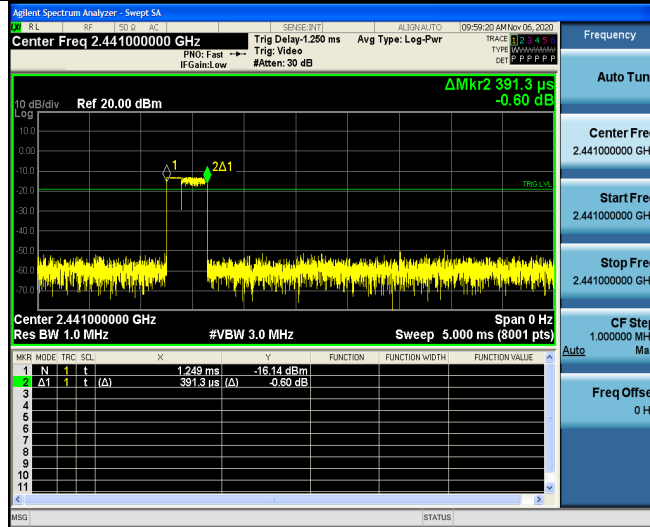 Agilent Spectrum Analyzer - Swept SA
LXI RL RF 50 Ω AC SENSE:INT ALIGN AUTO 09:59:20 AM Nov 06, 2020
Center Freq 2.441000000 GHz
PNO: Fast
IFGain:Low
Trig Delay-1.250 ms
Trig: Video
#Atten: 30 dB
Avg Type: Log-Pwr
TRACE 1 2 3 4 5 6
TYPE
DET P P P P P P
ΔMkr2 391.3 µs
-0.60 dB
10 dB/div Ref 20.00 dBm
Log
10.0
0.00
-10.0
1
2Δ1
-20.0
TRIG LVL
-30.0
-40.0
-50.0
-60.0
-70.0
Center 2.441000000 GHz Span 0 Hz
Res BW 1.0 MHz #VBW 3.0 MHz Sweep 5.000 ms (8001 pts)
MKR MODE TRC SCL X Y FUNCTION FUNCTION WIDTH FUNCTION VALUE
1 N 1 t 1.249 ms -16.14 dBm
2 Δ1 1 t (Δ) 391.3 µs (Δ) -0.60 dB
3
4
5
6
7
8
9
10
11
MSG STATUS
Frequency
Auto Tun
Center Fre
2.441000000 GH
Start Fre
2.441000000 GH
Stop Fre
2.441000000 GH
CF Ste
1.000000 MH
Auto Ma
Freq Offse
0 H